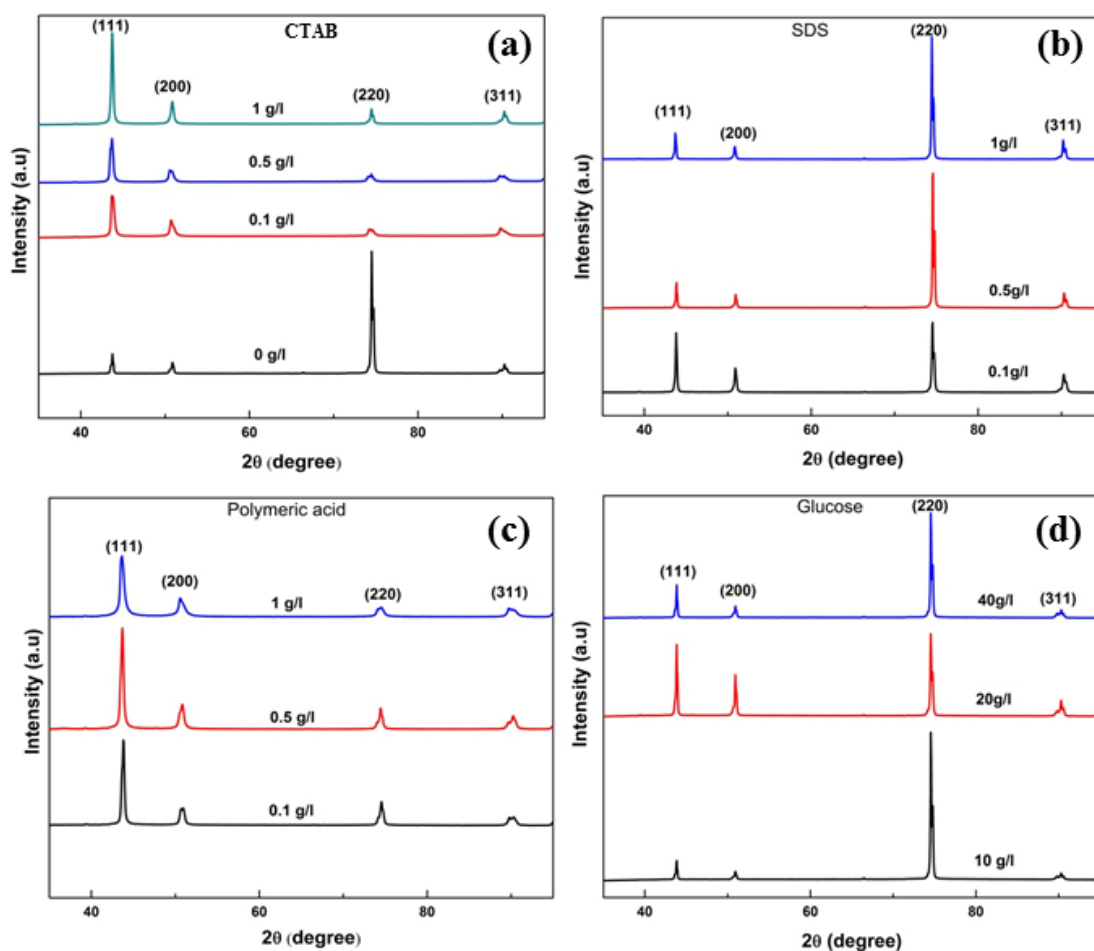 CTAB
(a)
(111)
(200)
(220)
(311)
1 g/l
0.5 g/l
0.1 g/l
0 g/l
Intensity (a.u)
40
60
80
2θ (degree)
SDS
(b)
(220)
(111)
(200)
(311)
1g/l
0.5g/l
0.1g/l
Intensity (a.u)
40
60
80
2θ (degree)
Polymeric acid
(c)
(111)
(200)
(220)
(311)
1 g/l
0.5 g/l
0.1 g/l
Intensity (a.u)
40
60
80
2θ (degree)
Glucose
(d)
(220)
(111)
(200)
(311)
40g/l
20g/l
10 g/l
Intensity (a.u)
40
60
80
2θ (degree)